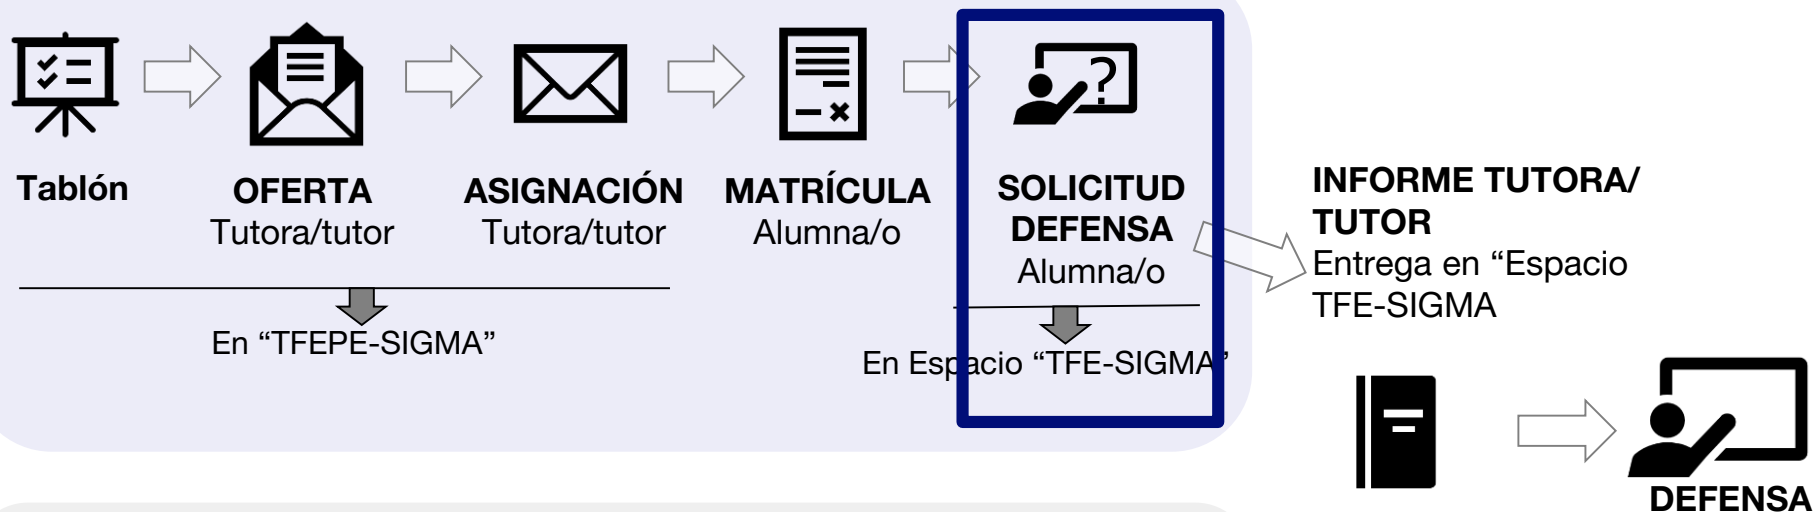 ?
Tablón
OFERTA
Tutora/tutor
ASIGNACIÓN
Tutora/tutor
MATRÍCULA
Alumna/o
SOLICITUD
DEFENSA
Alumna/o
En “TFEPE-SIGMA”
En Espacio “TFE-SIGMA”
INFORME TUTORA/
TUTOR
Entrega en “Espacio
TFE-SIGMA
DEFENSA